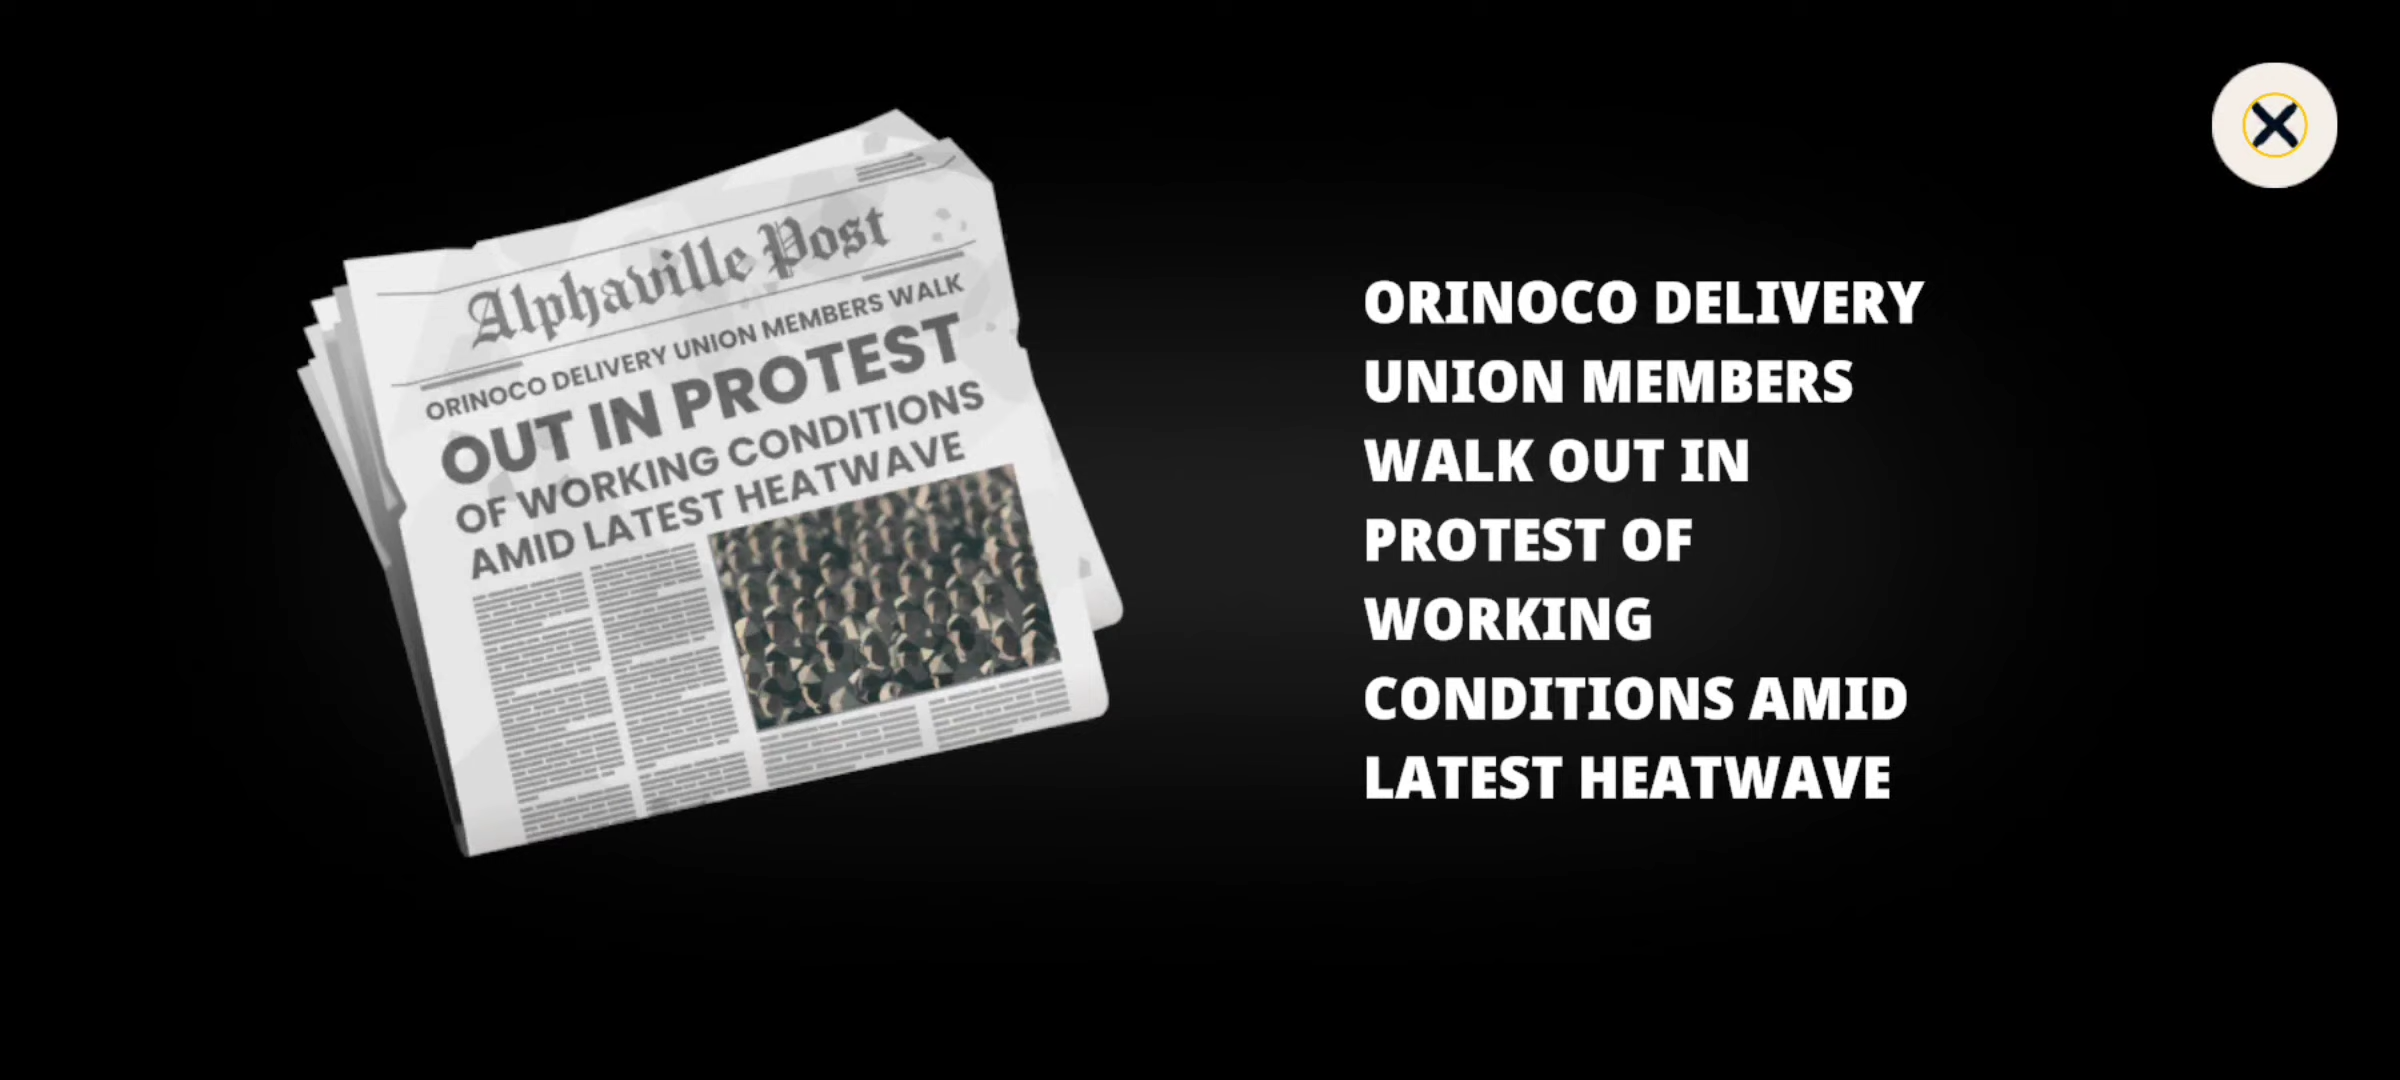 Alphaville Post
ORINOCO DELIVERY UNION MEMBERS WALK
OUT IN PROTEST
OF WORKING CONDITIONS
AMID LATEST HEATWAVE
ORINOCO DELIVERY
UNION MEMBERS
WALK OUT IN
PROTEST OF
WORKING
CONDITIONS AMID
LATEST HEATWAVE